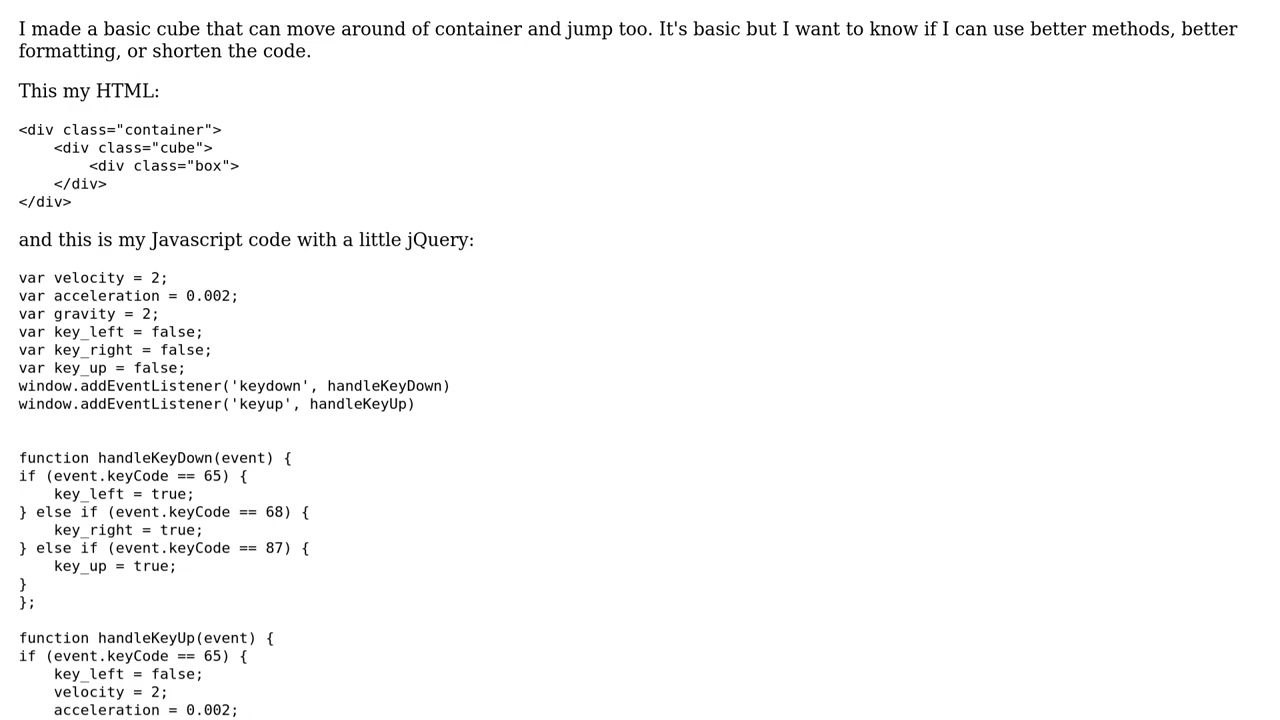 I made a basic cube that can move around of container and jump too. It's basic but I want to know if I can use better methods, better
formatting, or shorten the code.
This my HTML:
<div class="container">
    <div class="cube">
        <div class="box">
    </div>
</div>
and this is my Javascript code with a little jQuery:
var velocity = 2;
var acceleration = 0.002;
var gravity = 2;
var key_left = false;
var key_right = false;
var key_up = false;
window.addEventListener('keydown', handleKeyDown)
window.addEventListener('keyup', handleKeyUp)
function handleKeyDown(event) {
if (event.keyCode == 65) {
    key_left = true;
} else if (event.keyCode == 68) {
    key_right = true;
} else if (event.keyCode == 87) {
    key_up = true;
}
};
function handleKeyUp(event) {
if (event.keyCode == 65) {
    key_left = false;
    velocity = 2;
    acceleration = 0.002;